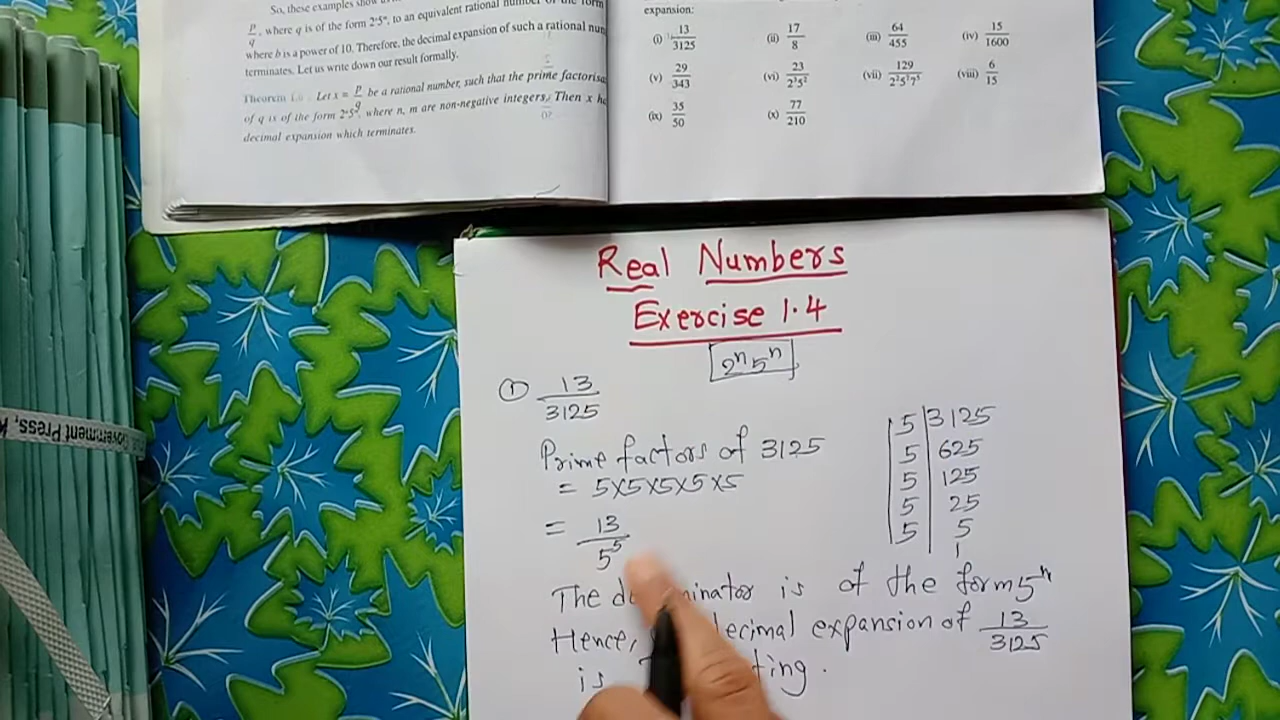 So, these examples show
p/q, where q is of the form 2ⁿ5ᵐ, to an equivalent rational number of the form
where b is a power of 10. Therefore, the decimal expansion of such a rational
terminates. Let us write down our result formally.
Theorem Let x = p/q be a rational number, such that the prime
of q is of the form 2ⁿ5ᵐ, where n, m are non-negative integers. Then x
decimal expansion which terminates.
expansion:
(i) 13/3125 (ii) 17/8 (iii) 64/455 (iv) 15/1600
(v) 29/343 (vi) 23/2³5² (vii) 129/2²5⁷7⁵ (viii) 6/15
(ix) 35/50 (x) 77/210
Government Press,
Real Numbers
Exercise 1.4
2ⁿ5ⁿ
① 13/3125
Prime factors of 3125
= 5×5×5×5×5
= 13/5⁵
5 3125
5 625
5 125
5 25
5 5
1
The is of the form 5ⁿ
Hence, decimal expansion of 13/3125
is